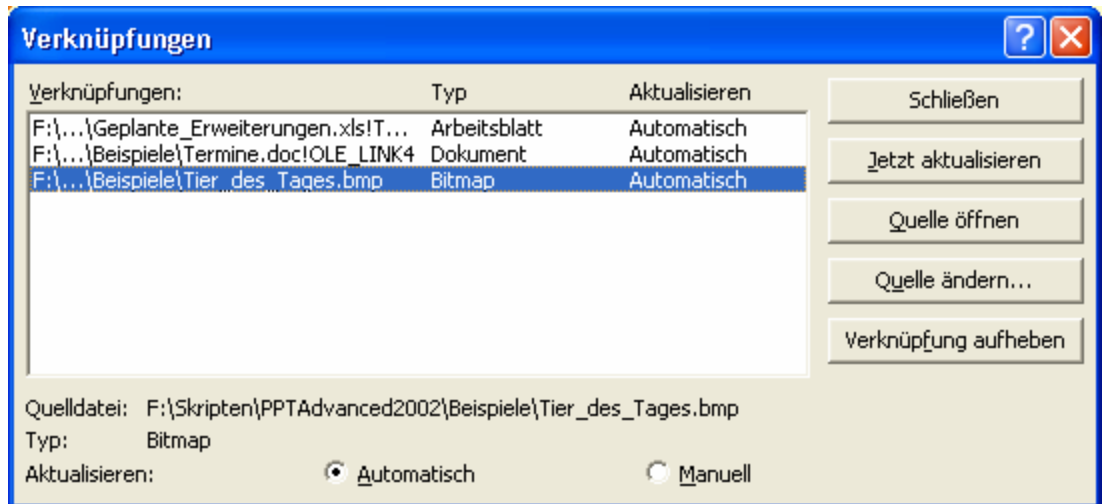 Verknüpfungen
Verknüpfungen: Typ Aktualisieren
F:\...\Geplante_Erweiterungen.xls!T... Arbeitsblatt Automatisch
F:\...\Beispiele\Termine.doc!OLE_LINK4 Dokument Automatisch
F:\...\Beispiele\Tier_des_Tages.bmp Bitmap Automatisch
Schließen
Jetzt aktualisieren
Quelle öffnen
Quelle ändern...
Verknüpfung aufheben
Quelldatei: F:\Skripten\PPTAdvanced2002\Beispiele\Tier_des_Tages.bmp
Typ: Bitmap
Aktualisieren: Automatisch Manuell